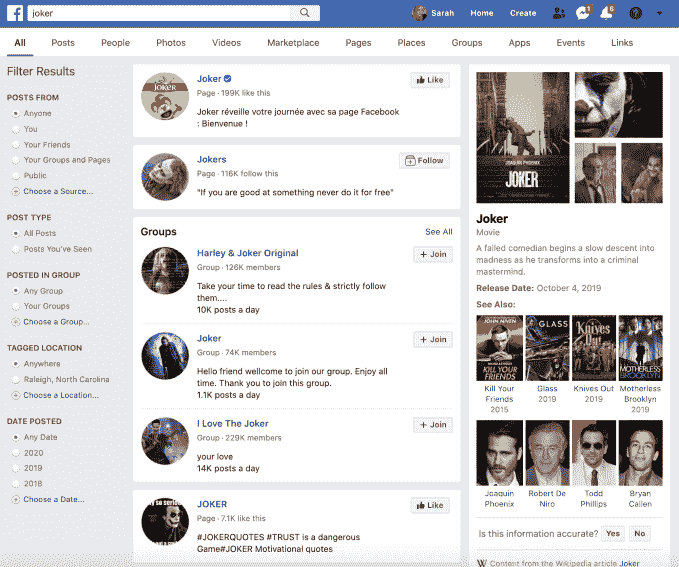 f
joker
Sarah
Home
Create
1
6
All
Posts
People
Photos
Videos
Marketplace
Pages
Places
Groups
Apps
Events
Links
Filter Results
POSTS FROM
Anyone
You
Your Friends
Your Groups and Pages
Public
Choose a Source...
POST TYPE
All Posts
Posts You've Seen
POSTED IN GROUP
Any Group
Your Groups
Choose a Group...
TAGGED LOCATION
Anywhere
Raleigh, North Carolina
Choose a Location...
DATE POSTED
Any Date
2020
2019
2018
Choose a Date...
JOKER
Joker
Like
Page · 199K like this
Joker réveille votre journée avec sa page Facebook
: Bienvenue !
Jokers
Follow
Page · 116K follow this
"If you are good at something never do it for free"
Groups
See All
Harley & Joker Original
+ Join
Group · 126K members
Take your time to read the rules & strictly follow
them....
10K posts a day
Joker
+ Join
Group · 74K members
Hello friend wellcome to join our group. Enjoy all
time. Thank you to join this group.
1.1K posts a day
I Love The Joker
+ Join
Group · 229K members
your love
14K posts a day
JOKER
Like
Page · 7.1K like this
#JOKERQUOTES #TRUST is a dangerous
Game#JOKER Motivational quotes
JOAQUIN PHOENIX
JOKER
Joker
Movie
A failed comedian begins a slow descent into
madness as he transforms into a criminal
mastermind.
Release Date: October 4, 2019
See Also:
KILL YOUR
FRIENDS
GLASS
Knives
Out
MOTHERLESS
BROOKLYN
Kill Your
Friends
2015
Glass
2019
Knives Out
2019
Motherless
Brooklyn
2019
Joaquin
Phoenix
Robert De
Niro
Todd
Phillips
Bryan
Callen
Is this information accurate?
Yes
No
W Content from the Wikipedia article Joker